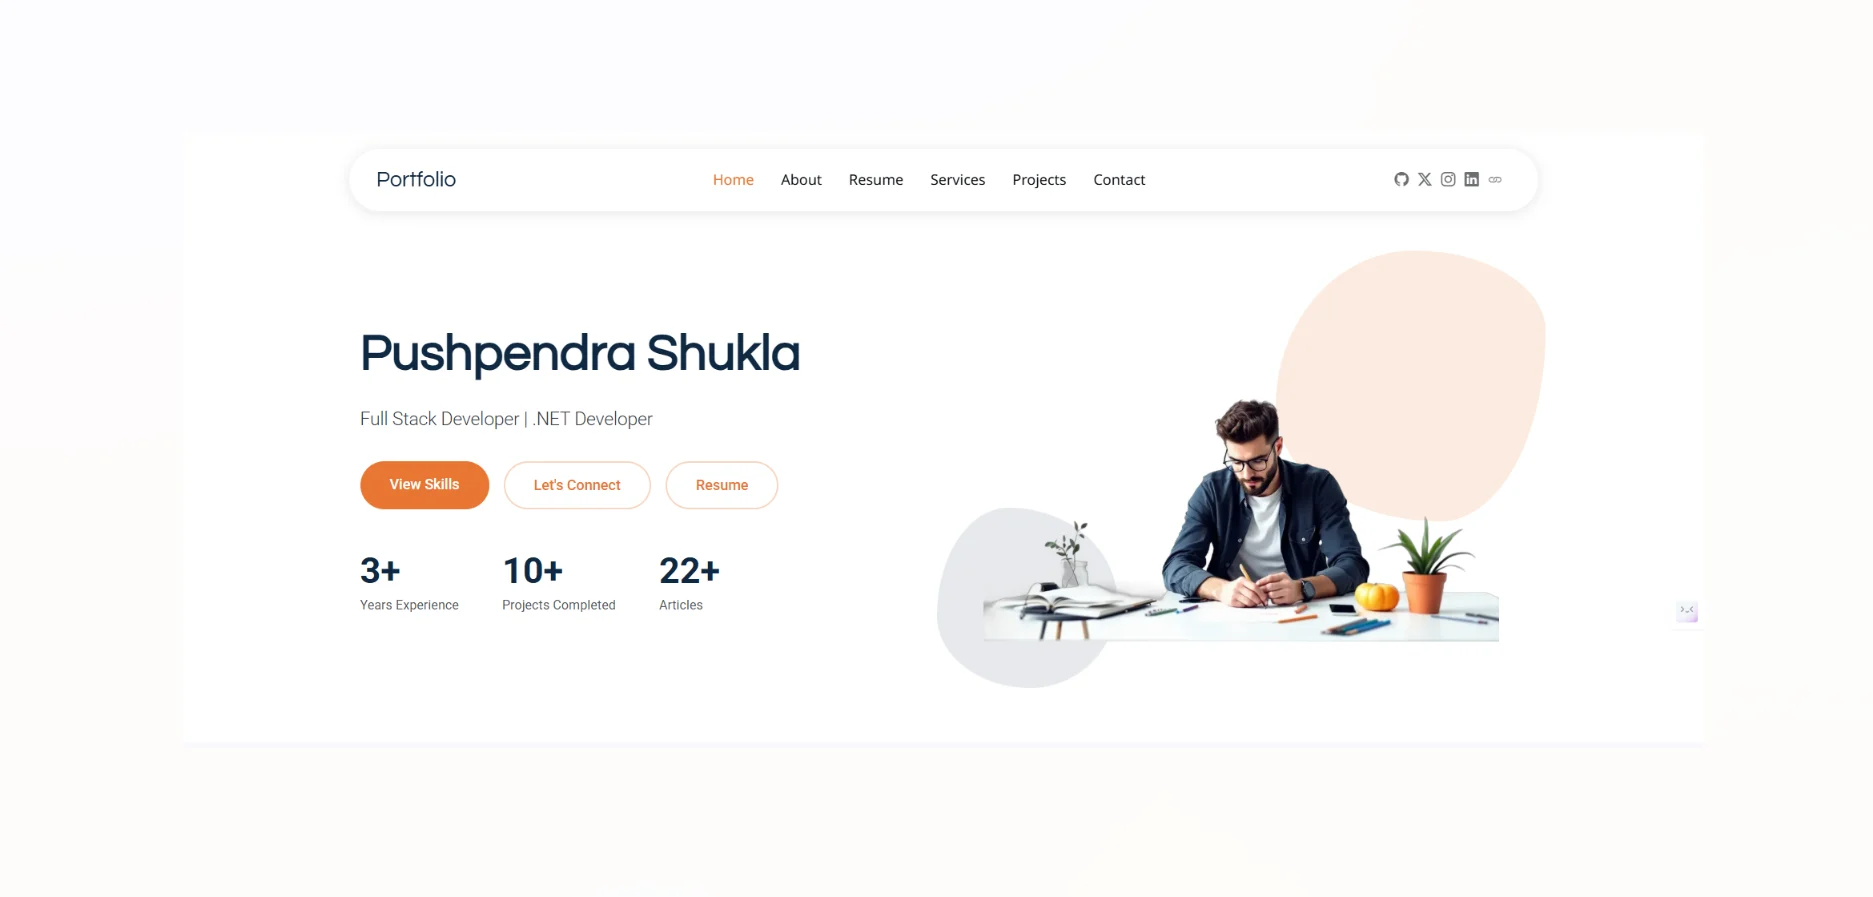 Portfolio
Home About Resume Services Projects Contact
Pushpendra Shukla
Full Stack Developer | .NET Developer
View Skills Let's Connect Resume
3+ 10+ 22+
Years Experience Projects Completed Articles